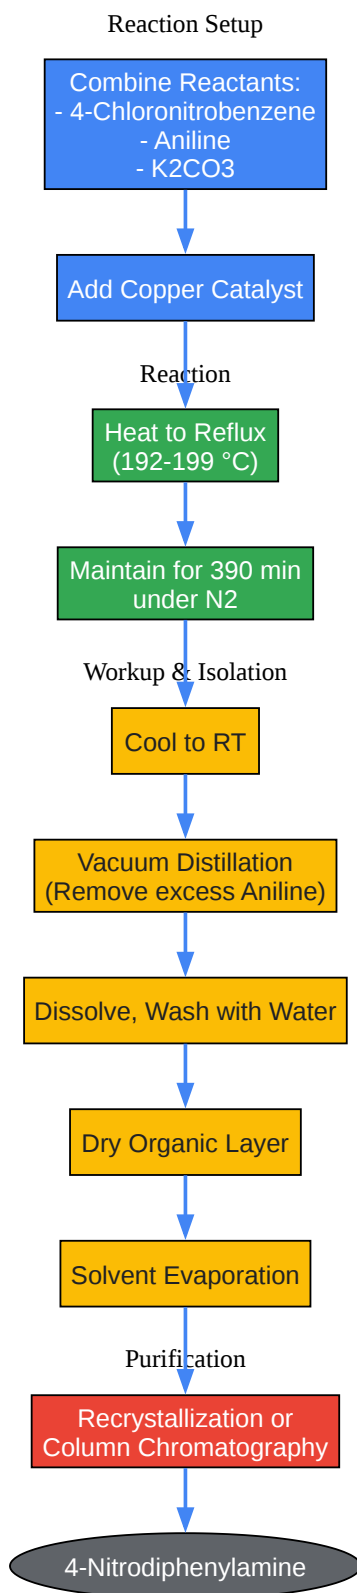 Reaction Setup
Combine Reactants:
- 4-Chloronitrobenzene
- Aniline
- K2CO3
Add Copper Catalyst
Reaction
Heat to Reflux
(192-199 °C)
Maintain for 390 min
under N2
Workup & Isolation
Cool to RT
Vacuum Distillation
(Remove excess Aniline)
Dissolve, Wash with Water
Dry Organic Layer
Solvent Evaporation
Purification
Recrystallization or
Column Chromatography
4-Nitrodiphenylamine